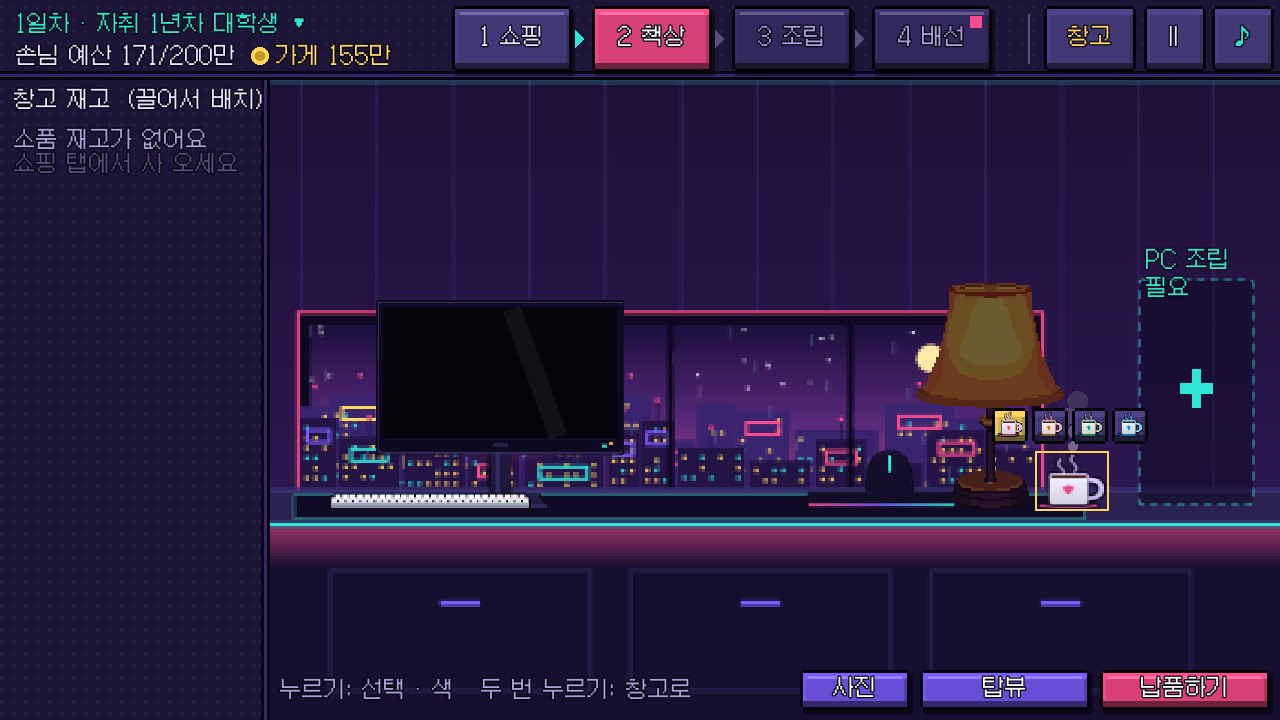 1일차 · 자취 1년차 대학생 ▼
손님 예산 171/200만 가게 155만
1 쇼핑
2 책상
3 조립
4 배선
창고
창고 재고 (끌어서 배치)
소품 재고가 없어요
쇼핑 탭에서 사 오세요
PC 조립
필요
누르기: 선택 · 색 두 번 누르기: 창고로
사진
탑뷰
납품하기